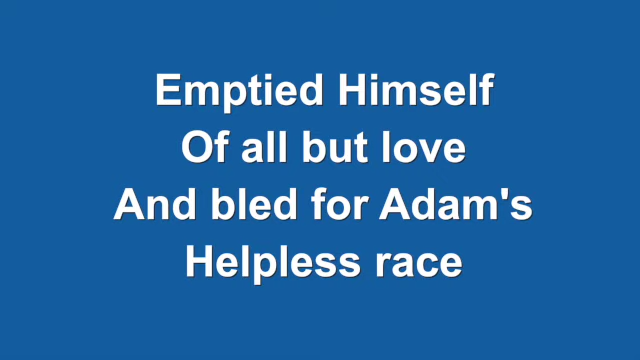 Emptied Himself
Of all but love
And bled for Adam's
Helpless race